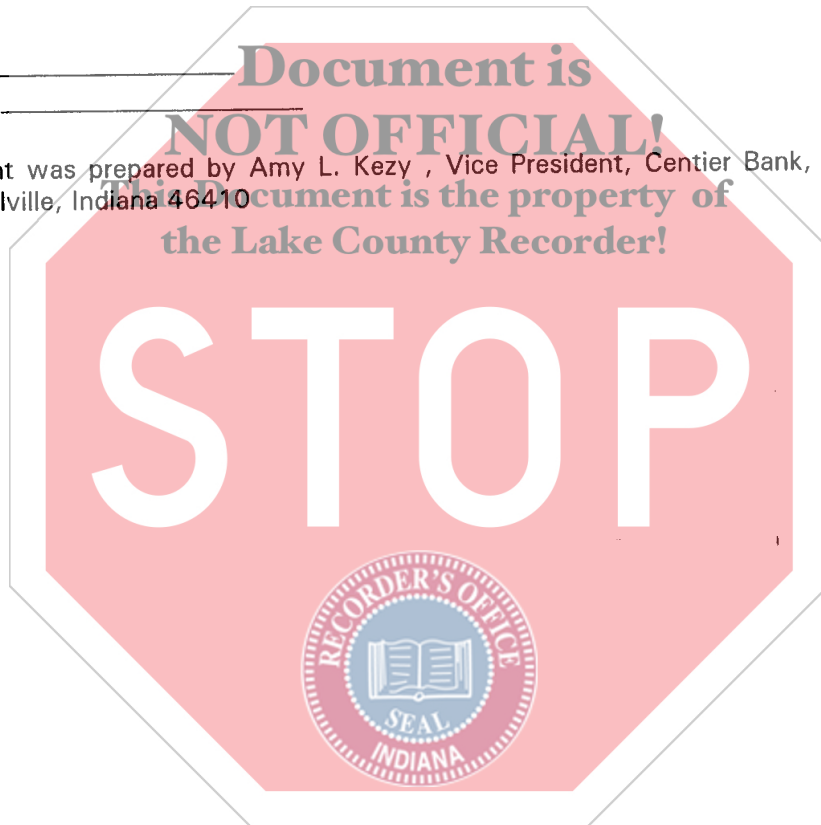 Document is
NOT OFFICIAL!
nt was prepared by Amy L. Kezy , Vice President, Centier Bank,
This Document is the property of
lville, Indiana 46410
the Lake County Recorder!
STOP
RECORDER'S OFFICE
SEAL
INDIANA